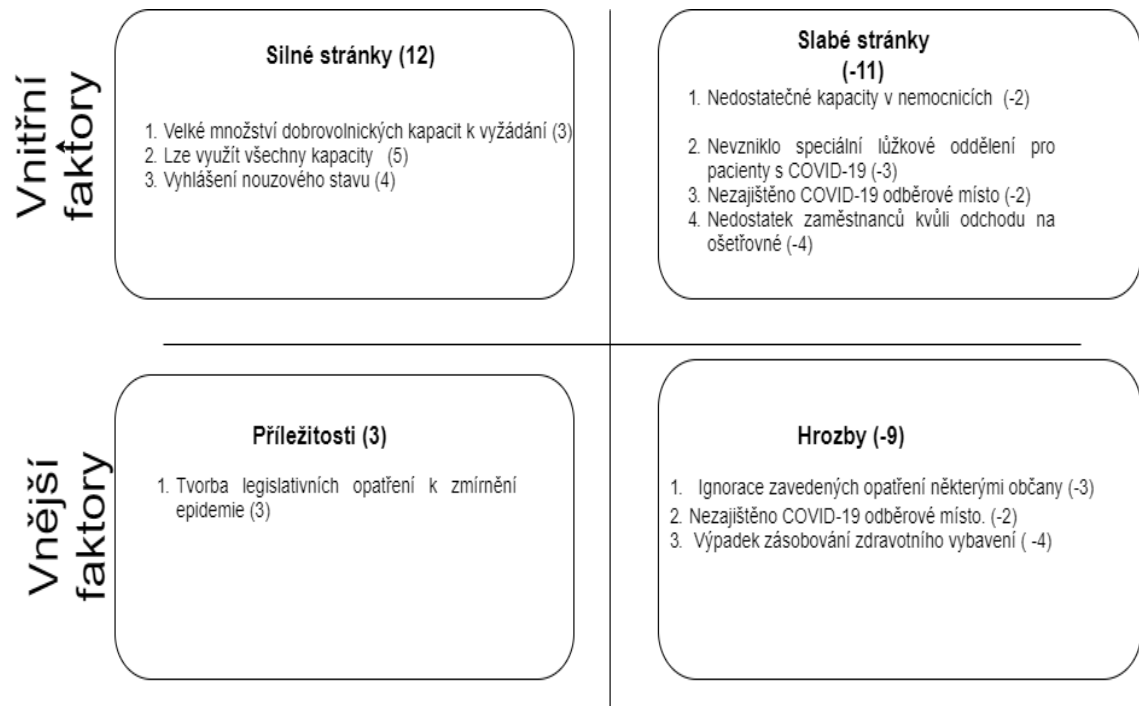 Vnitřní
faktory
Silné stránky (12)
1. Velké množství dobrovolnických kapacit k vyžádání (3)
2. Lze využít všechny kapacity (5)
3. Vyhlášení nouzového stavu (4)
Slabé stránky
(-11)
1. Nedostatečné kapacity v nemocnicích (-2)
2. Nevzniklo speciální lůžkové oddělení pro
pacienty s COVID-19 (-3)
3. Nezajištěno COVID-19 odběrové místo (-2)
4. Nedostatek zaměstnanců kvůli odchodu na
ošetřovné (-4)
Vnější
faktory
Příležitosti (3)
1. Tvorba legislativních opatření k zmírnění
epidemie (3)
Hrozby (-9)
1. Ignorace zavedených opatření některými občany (-3)
2. Nezajištěno COVID-19 odběrové místo. (-2)
3. Výpadek zásobování zdravotního vybavení ( -4)